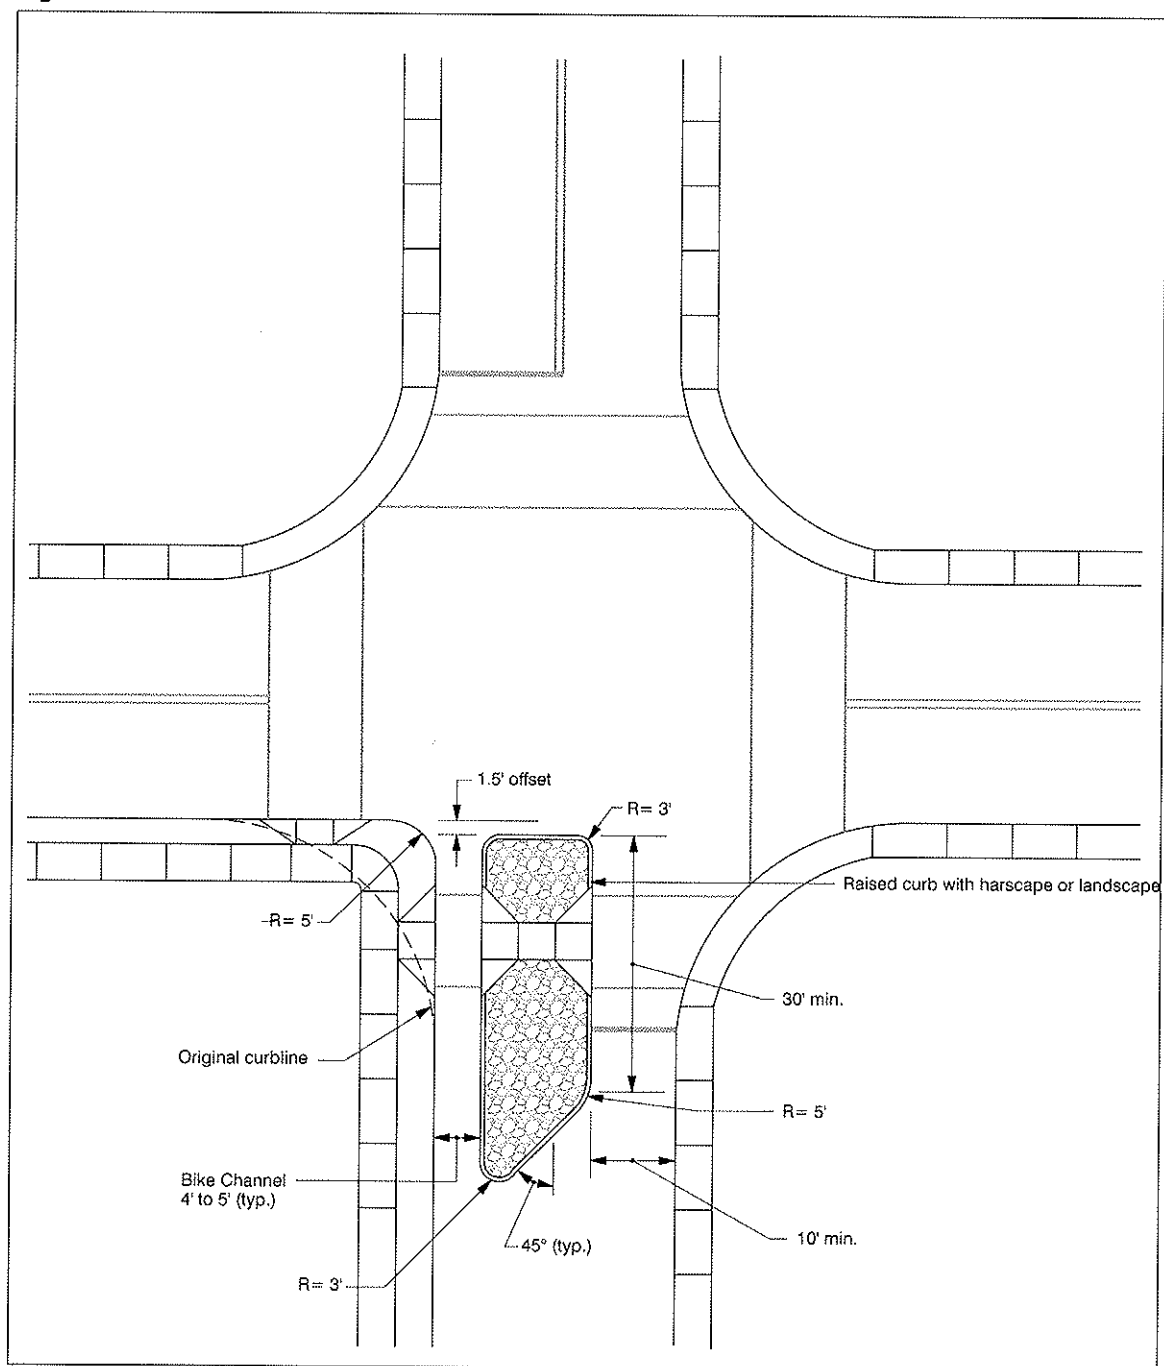 1.5' offset
R= 3'
Raised curb with harscape or landscape
R= 5'
30' min.
Original curbline
R= 5'
Bike Channel
4' to 5' (typ.)
10' min.
45° (typ.)
R= 3'